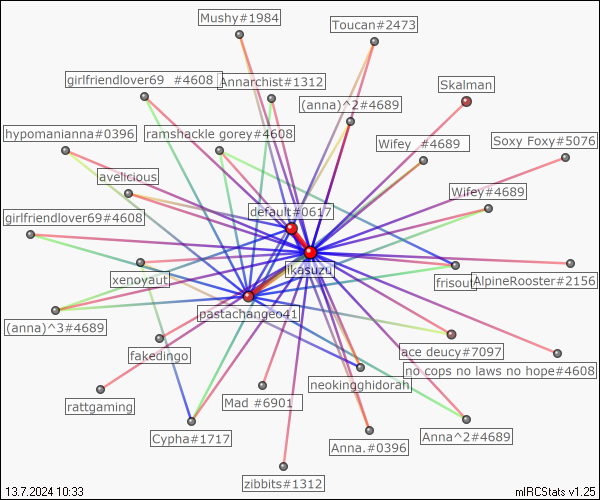 Mushy#1984
Toucan#2473
girlfriendlover69 #4608
Annarchist#1312
Skalman
(anna)^2#4689
hypomanianna#0396
ramshackle gorey#4608
Wifey #4689
Soxy Foxy#5076
avelicious
Wifey#4689
default#0617
girlfriendlover69#4608
jikasuzu
xenoyaut
frisout
AlpineRooster#2156
pastachangeo41
(anna)^3#4689
fakedingo
ace deucy#7097
no cops no laws no hope#4608
neokingghidorah
rattgaming
Mad #6901
Cypha#1717
Anna.#0396
Anna^2#4689
zibbits#1312
13.7.2024 10:33
mIRCStats v1.25